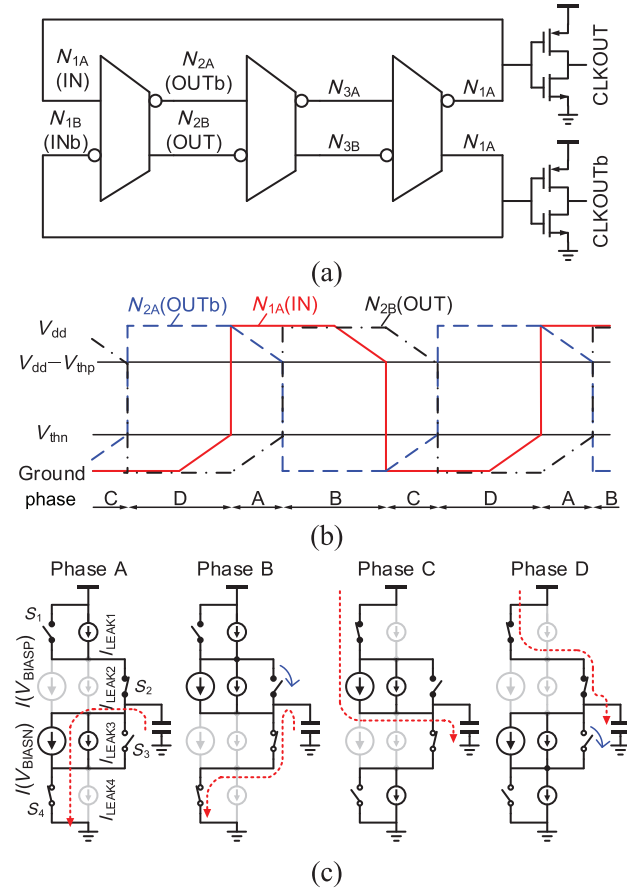 N1A
(IN)
N2A
(OUTb)
N1B
(INb)
N2B
(OUT)
N3A
N3B
N1A
N1A
CLKOUT
CLKOUTb
(a)
N2A(OUTb)
N1A(IN)
N2B(OUT)
Vdd
Vdd−Vthp
Vthn
Ground
phase
C
D
A
B
C
D
A
B
(b)
Phase A
Phase B
Phase C
Phase D
S1
ILEAK1
I(VBIASP)
ILEAK2
S2
I(VBIASN)
ILEAK3
S3
S4
ILEAK4
(c)